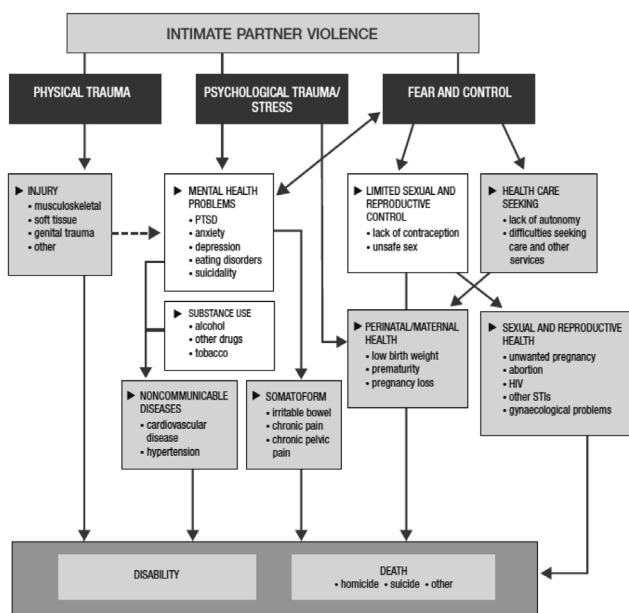 INTIMATE PARTNER VIOLENCE
PHYSICAL TRAUMA
PSYCHOLOGICAL TRAUMA/
STRESS
FEAR AND CONTROL
▶ INJURY
• musculoskeletal
• soft tissue
• genital trauma
• other
▶ MENTAL HEALTH
PROBLEMS
• PTSD
• anxiety
• depression
• eating disorders
• suicidality
▶ LIMITED SEXUAL AND
REPRODUCTIVE
CONTROL
• lack of contraception
• unsafe sex
▶ HEALTH CARE
SEEKING
• lack of autonomy
• difficulties seeking
care and other
services
▶ SUBSTANCE USE
• alcohol
• other drugs
• tobacco
▶ PERINATAL/MATERNAL
HEALTH
• low birth weight
• prematurity
• pregnancy loss
▶ SEXUAL AND REPRODUCTIVE
HEALTH
• unwanted pregnancy
• abortion
• HIV
• other STIs
• gynaecological problems
▶ NONCOMMUNICABLE
DISEASES
• cardiovascular
disease
• hypertension
▶ SOMATOFORM
• irritable bowel
• chronic pain
• chronic pelvic
pain
DISABILITY
DEATH
• homicide • suicide • other